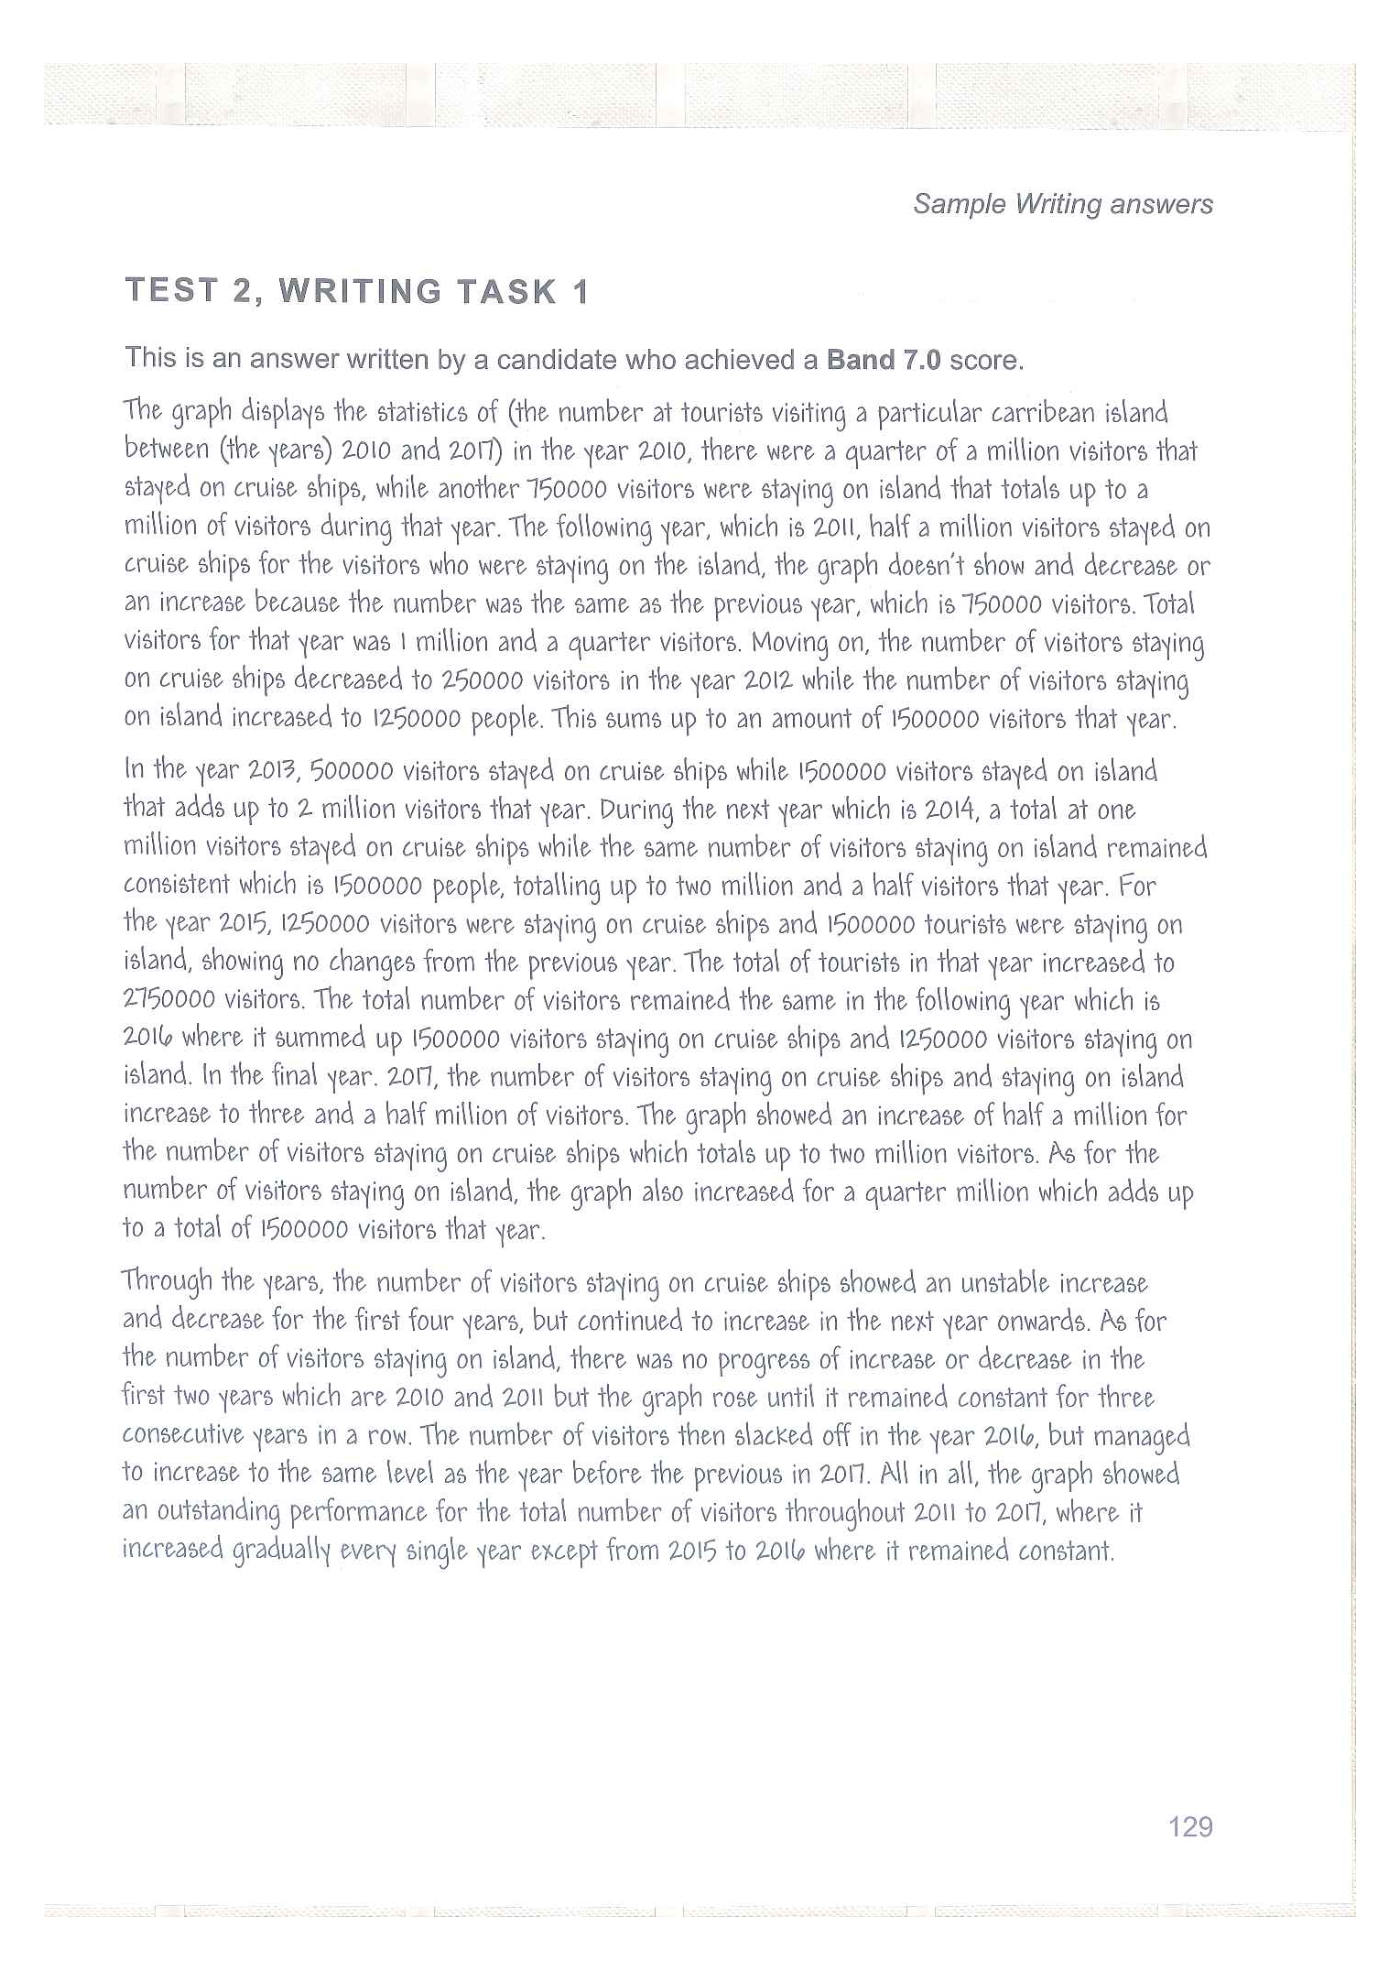 Sample Writing answers
TEST 2, WRITING TASK 1
This is an answer written by a candidate who achieved a Band 7.0 score.
The graph displays the statistics of (the number at tourists visiting a particular carribean island
between (the years) 2010 and 2017) in the year 2010, there were a quarter of a million visitors that
stayed on cruise ships, while another 750000 visitors were staying on island that totals up to a
million of visitors during that year. The following year, which is 2011, half a million visitors stayed on
cruise ships for the visitors who were staying on the island, the graph doesn't show and decrease or
an increase because the number was the same as the previous year, which is 750000 visitors. Total
visitors for that year was 1 million and a quarter visitors. Moving on, the number of visitors staying
on cruise ships decreased to 250000 visitors in the year 2012 while the number of visitors staying
on island increased to 1250000 people. This sums up to an amount of 1500000 visitors that year.
In the year 2013, 500000 visitors stayed on cruise ships while 1500000 visitors stayed on island
that adds up to 2 million visitors that year. During the next year which is 2014, a total at one
million visitors stayed on cruise ships while the same number of visitors staying on island remained
consistent which is 1500000 people, totalling up to two million and a half visitors that year. For
the year 2015, 1250000 visitors were staying on cruise ships and 1500000 tourists were staying on
island, showing no changes from the previous year. The total of tourists in that year increased to
2750000 visitors. The total number of visitors remained the same in the following year which is
2016 where it summed up 1500000 visitors staying on cruise ships and 1250000 visitors staying on
island. In the final year. 2017, the number of visitors staying on cruise ships and staying on island
increase to three and a half million of visitors. The graph showed an increase of half a million for
the number of visitors staying on cruise ships which totals up to two million visitors. As for the
number of visitors staying on island, the graph also increased for a quarter million which adds up
to a total of 1500000 visitors that year.
Through the years, the number of visitors staying on cruise ships showed an unstable increase
and decrease for the first four years, but continued to increase in the next year onwards. As for
the number of visitors staying on island, there was no progress of increase or decrease in the
first two years which are 2010 and 2011 but the graph rose until it remained constant for three
consecutive years in a row. The number of visitors then slacked off in the year 2016, but managed
to increase to the same level as the year before the previous in 2017. All in all, the graph showed
an outstanding performance for the total number of visitors throughout 2011 to 2017, where it
increased gradually every single year except from 2015 to 2016 where it remained constant.
129